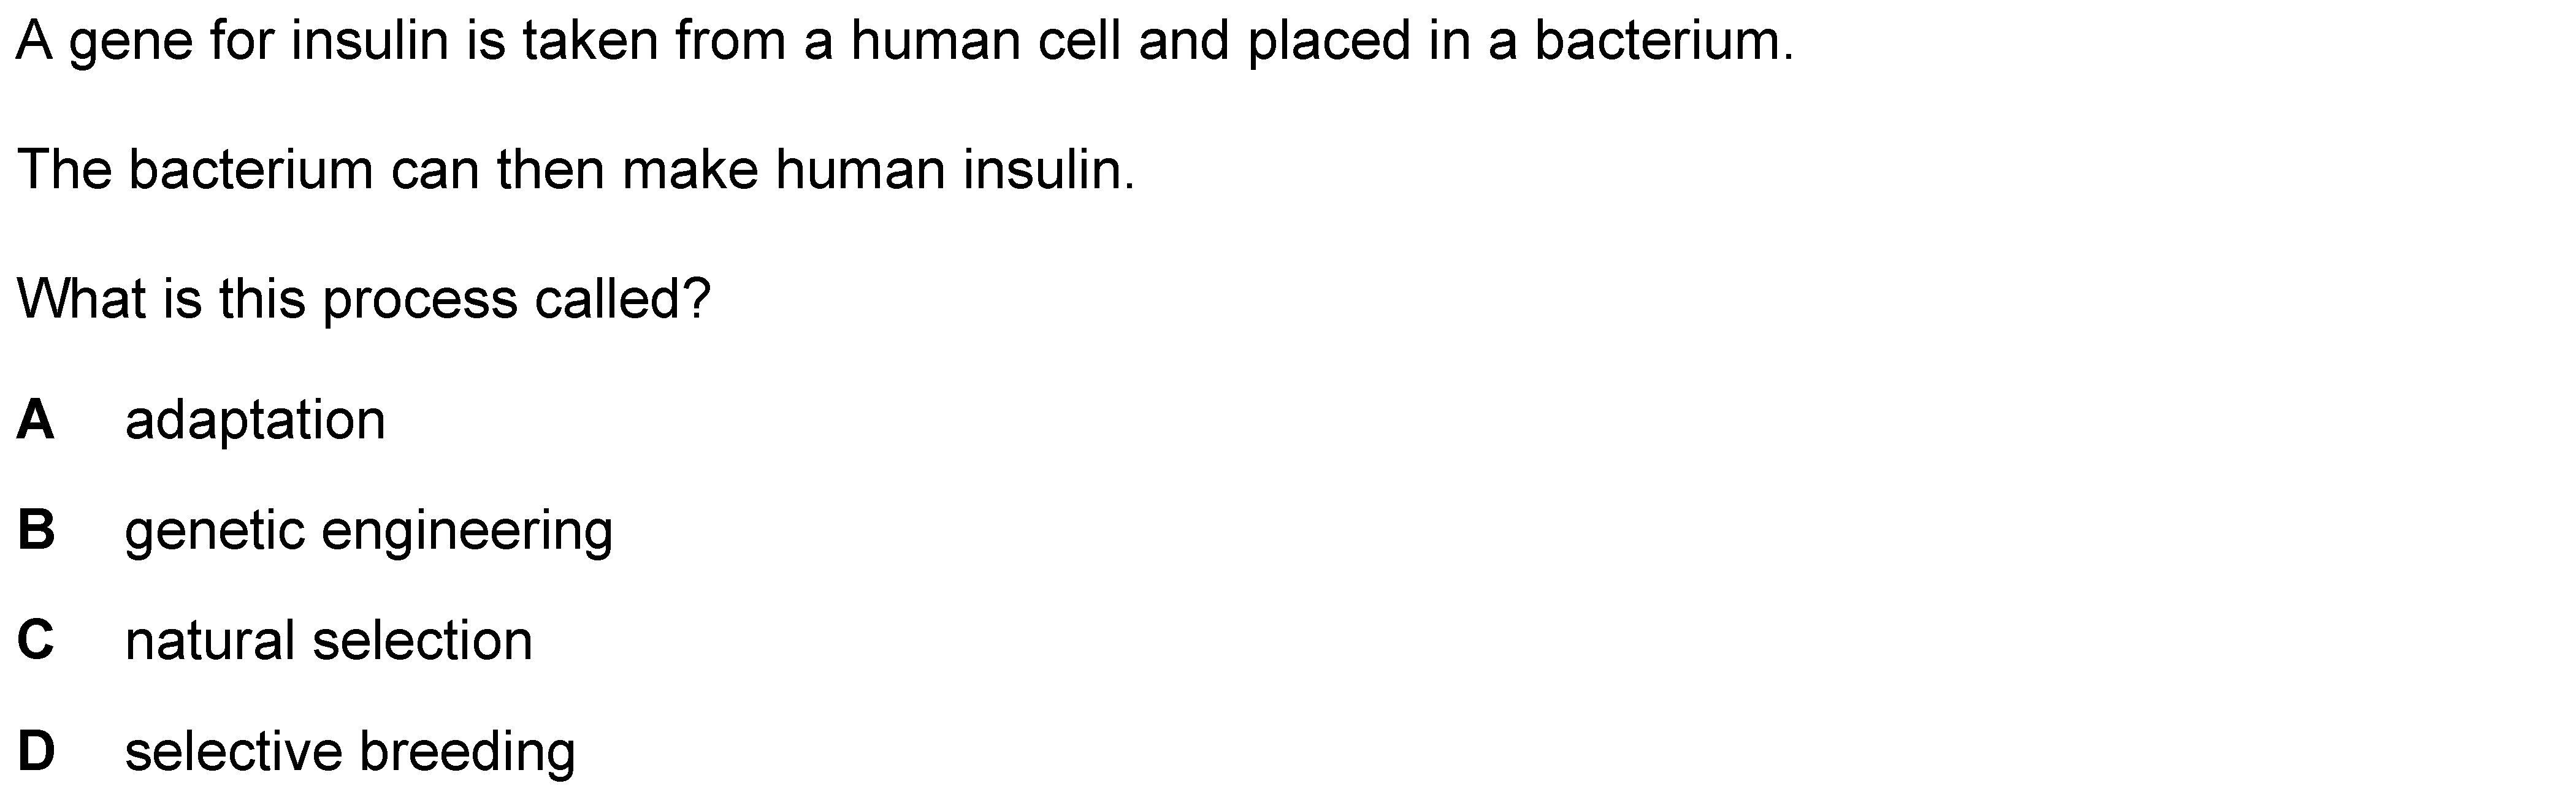 A gene for insulin is taken from a human cell and placed in a bacterium.
The bacterium can then make human insulin.
What is this process called?
A adaptation
B genetic engineering
C natural selection
D selective breeding